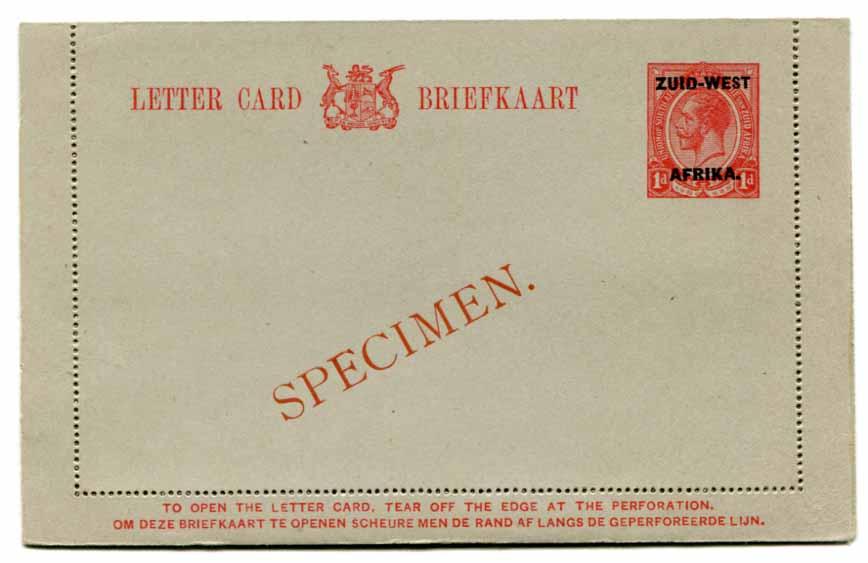 LETTER CARD BRIEFKAART
ZUID-WEST
AFRIKA.
1d 1d
SPECIMEN.
TO OPEN THE LETTER CARD, TEAR OFF THE EDGE AT THE PERFORATION.
OM DEZE BRIEFKAART TE OPENEN SCHEURE MEN DE RAND AF LANGS DE GEPERFOREERDE LIJN.